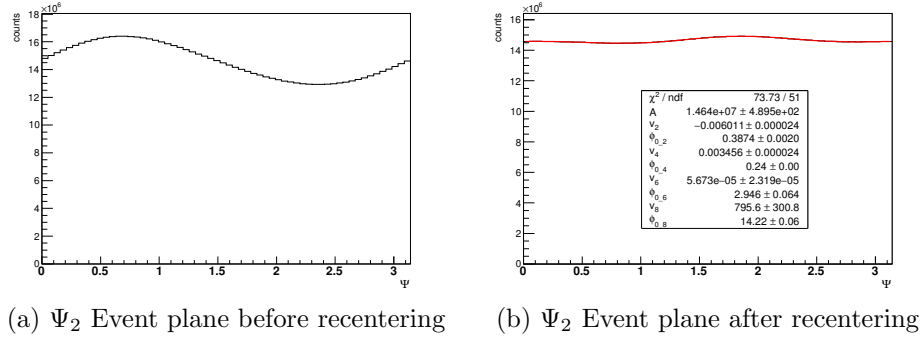 ×10⁶
counts
18
16
14
12
10
8
6
4
2
0
0
0.5
1
1.5
2
2.5
3
Ψ
×10⁶
counts
16
14
12
10
8
6
4
2
0
χ² / ndf 73.73 / 51
A 1.464e+07 ± 4.895e+02
v₂ −0.006011 ± 0.000024
ϕ₀_₂ 0.3874 ± 0.0020
v₄ 0.003456 ± 0.000024
ϕ₀_₄ 0.24 ± 0.00
v₆ 5.673e−05 ± 2.319e−05
ϕ₀_₆ 2.946 ± 0.064
v₈ 795.6 ± 300.8
ϕ₀_₈ 14.22 ± 0.06
0
0.5
1
1.5
2
2.5
3
Ψ
(a) Ψ₂ Event plane before recentering
(b) Ψ₂ Event plane after recentering